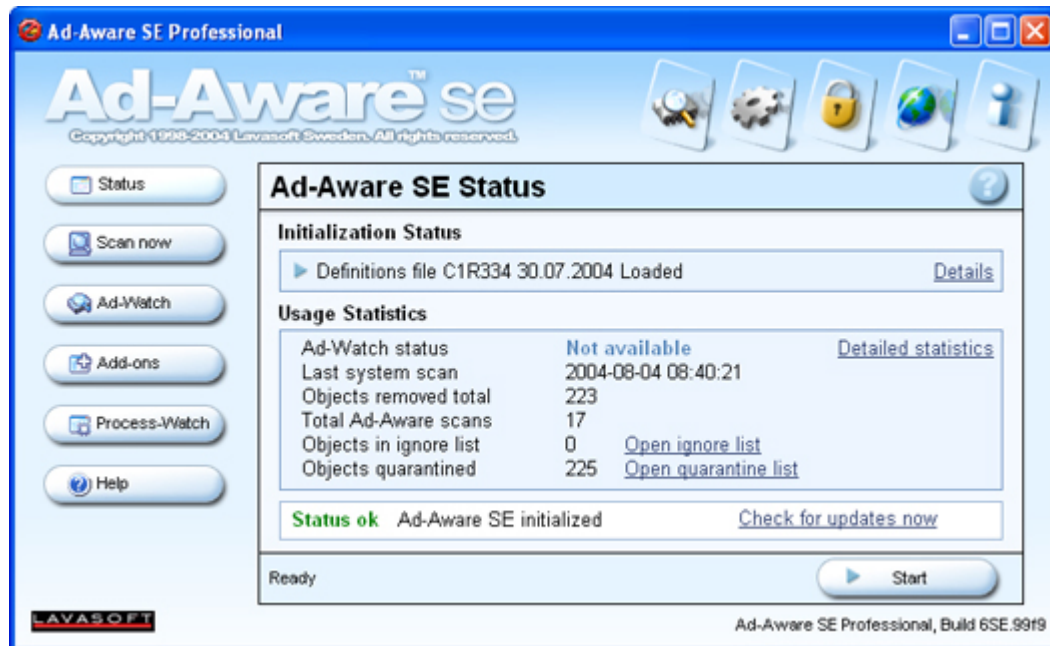 Ad-Aware SE Professional
Ad-Aware™ se
Copyright 1998-2004 Lavasoft Sweden. All rights reserved.
Status
Scan now
Ad-Watch
Add-ons
Process-Watch
Help
Ad-Aware SE Status
Initialization Status
Definitions file C1R334 30.07.2004 Loaded Details
Usage Statistics
Ad-Watch status Not available Detailed statistics
Last system scan 2004-08-04 08:40:21
Objects removed total 223
Total Ad-Aware scans 17
Objects in ignore list 0 Open ignore list
Objects quarantined 225 Open quarantine list
Status ok Ad-Aware SE initialized Check for updates now
Ready Start
LAVASOFT
Ad-Aware SE Professional, Build 6SE.99f9